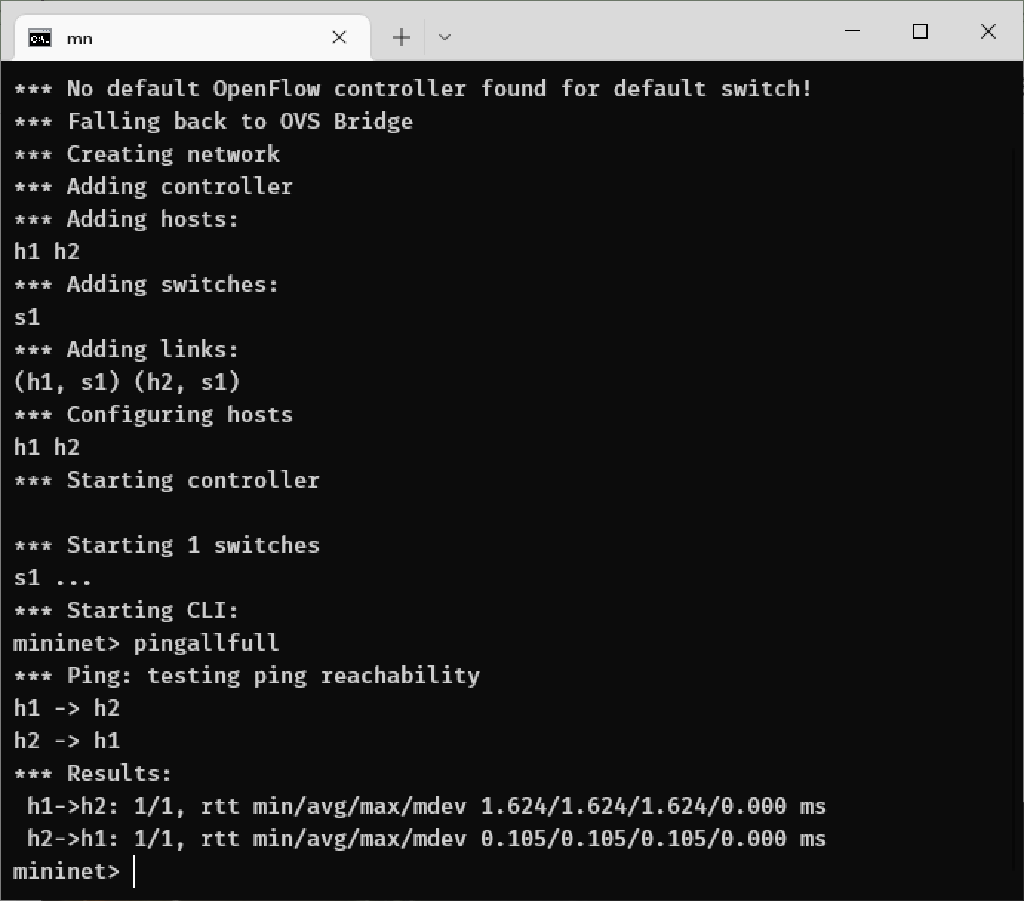 mn
*** No default OpenFlow controller found for default switch!
*** Falling back to OVS Bridge
*** Creating network
*** Adding controller
*** Adding hosts:
h1 h2
*** Adding switches:
s1
*** Adding links:
(h1, s1) (h2, s1)
*** Configuring hosts
h1 h2
*** Starting controller

*** Starting 1 switches
s1 ...
*** Starting CLI:
mininet> pingallfull
*** Ping: testing ping reachability
h1 -> h2
h2 -> h1
*** Results:
 h1->h2: 1/1, rtt min/avg/max/mdev 1.624/1.624/1.624/0.000 ms
 h2->h1: 1/1, rtt min/avg/max/mdev 0.105/0.105/0.105/0.000 ms
mininet>